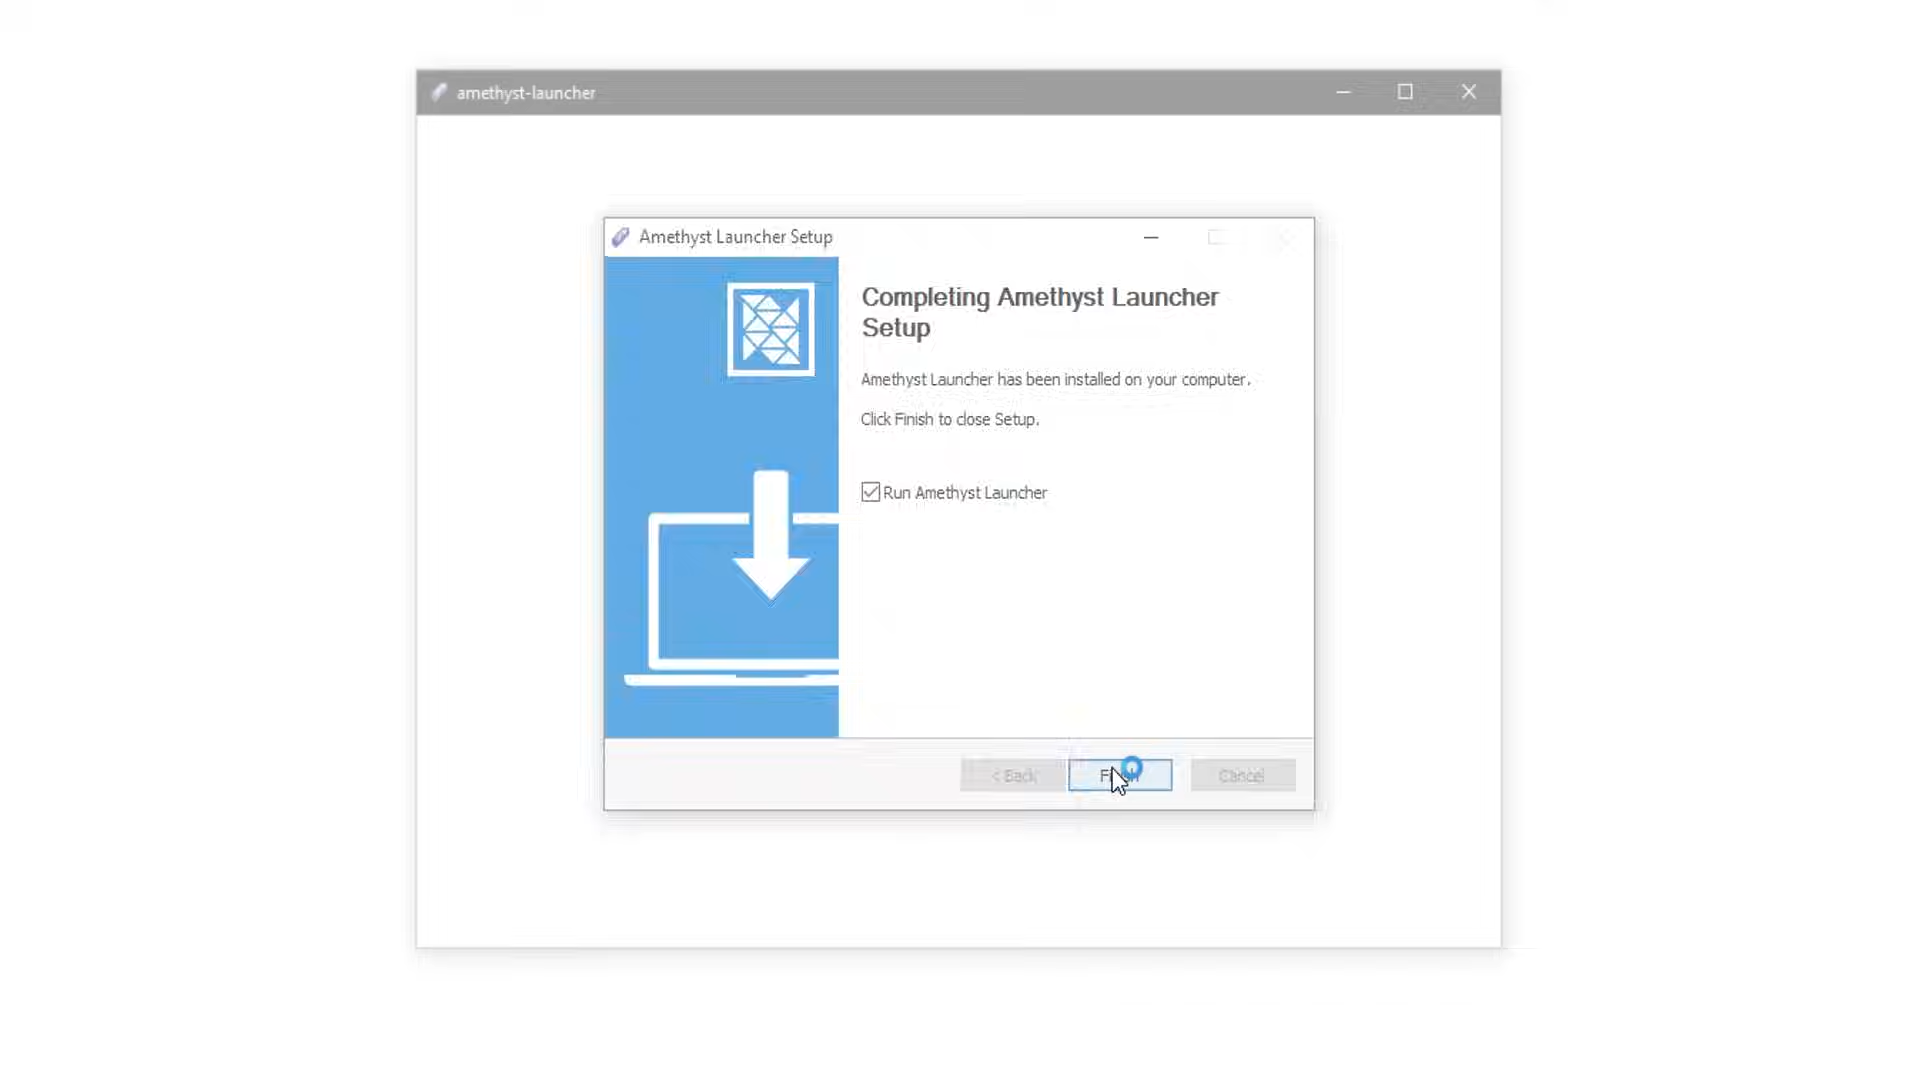 amethyst-launcher
Amethyst Launcher Setup
Completing Amethyst Launcher
Setup
Amethyst Launcher has been installed on your computer.
Click Finish to close Setup.
Run Amethyst Launcher
< Back
Finish
Cancel